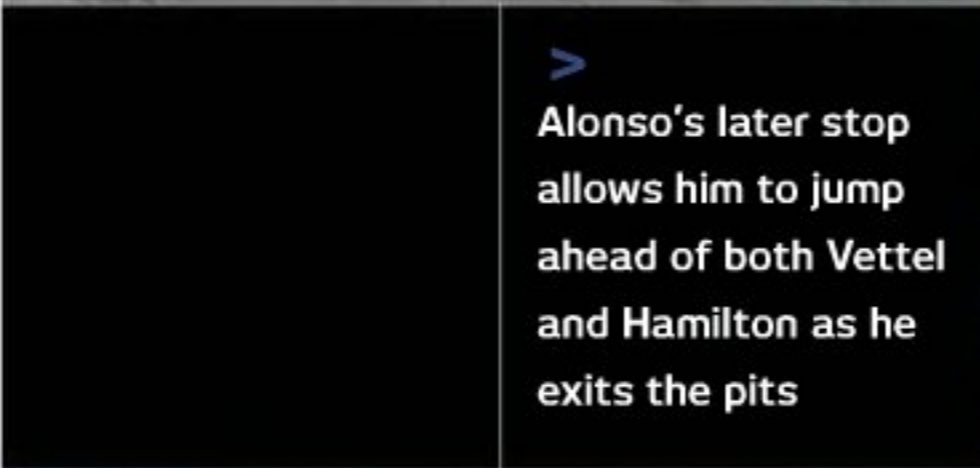 >
Alonso's later stop
allows him to jump
ahead of both Vettel
and Hamilton as he
exits the pits